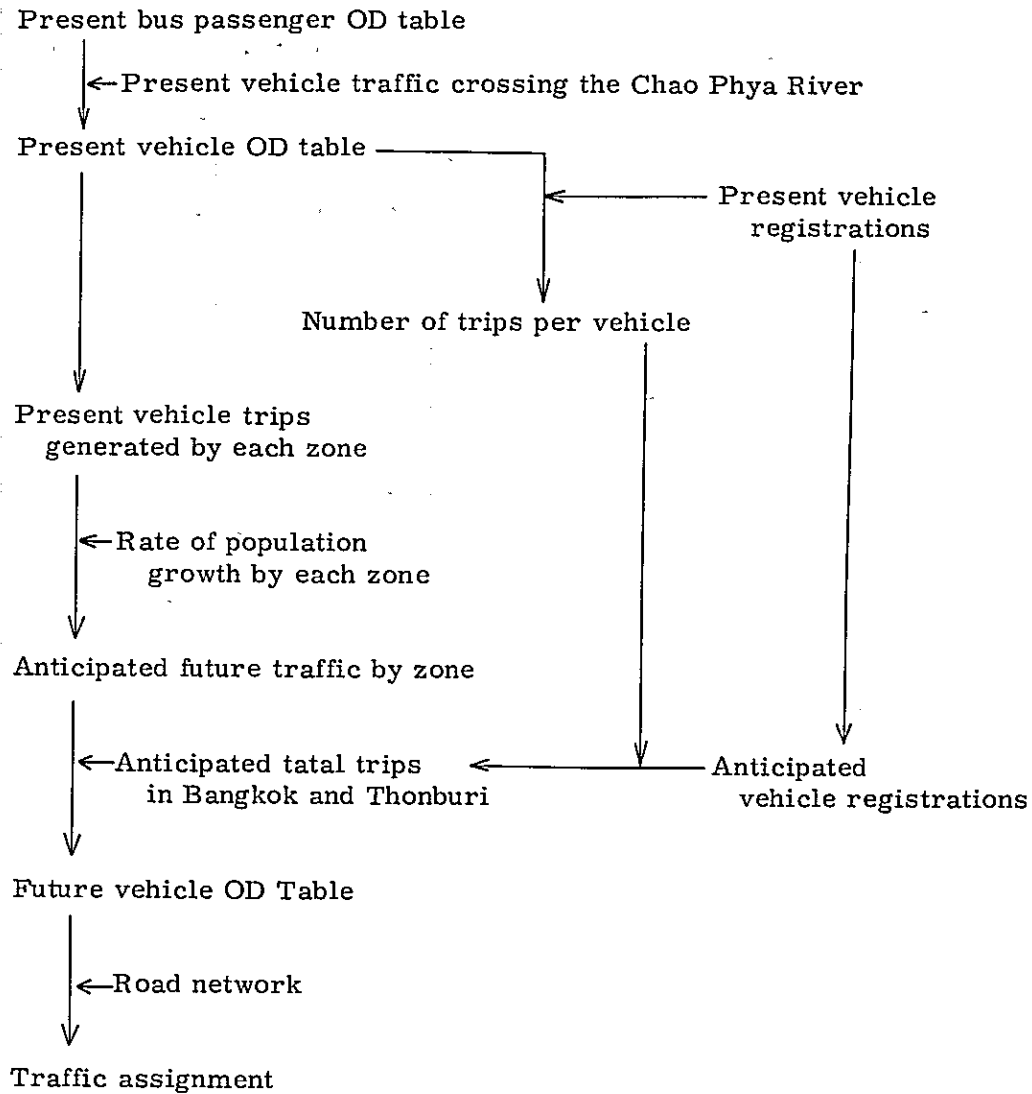 Present bus passenger OD table
Present vehicle traffic crossing the Chao Phya River
Present vehicle OD table
Present vehicle
registrations
Number of trips per vehicle
Present vehicle trips
generated by each zone
Rate of population
growth by each zone
Anticipated future traffic by zone
Anticipated tatal trips
in Bangkok and Thonburi
Anticipated
vehicle registrations
Future vehicle OD Table
Road network
Traffic assignment